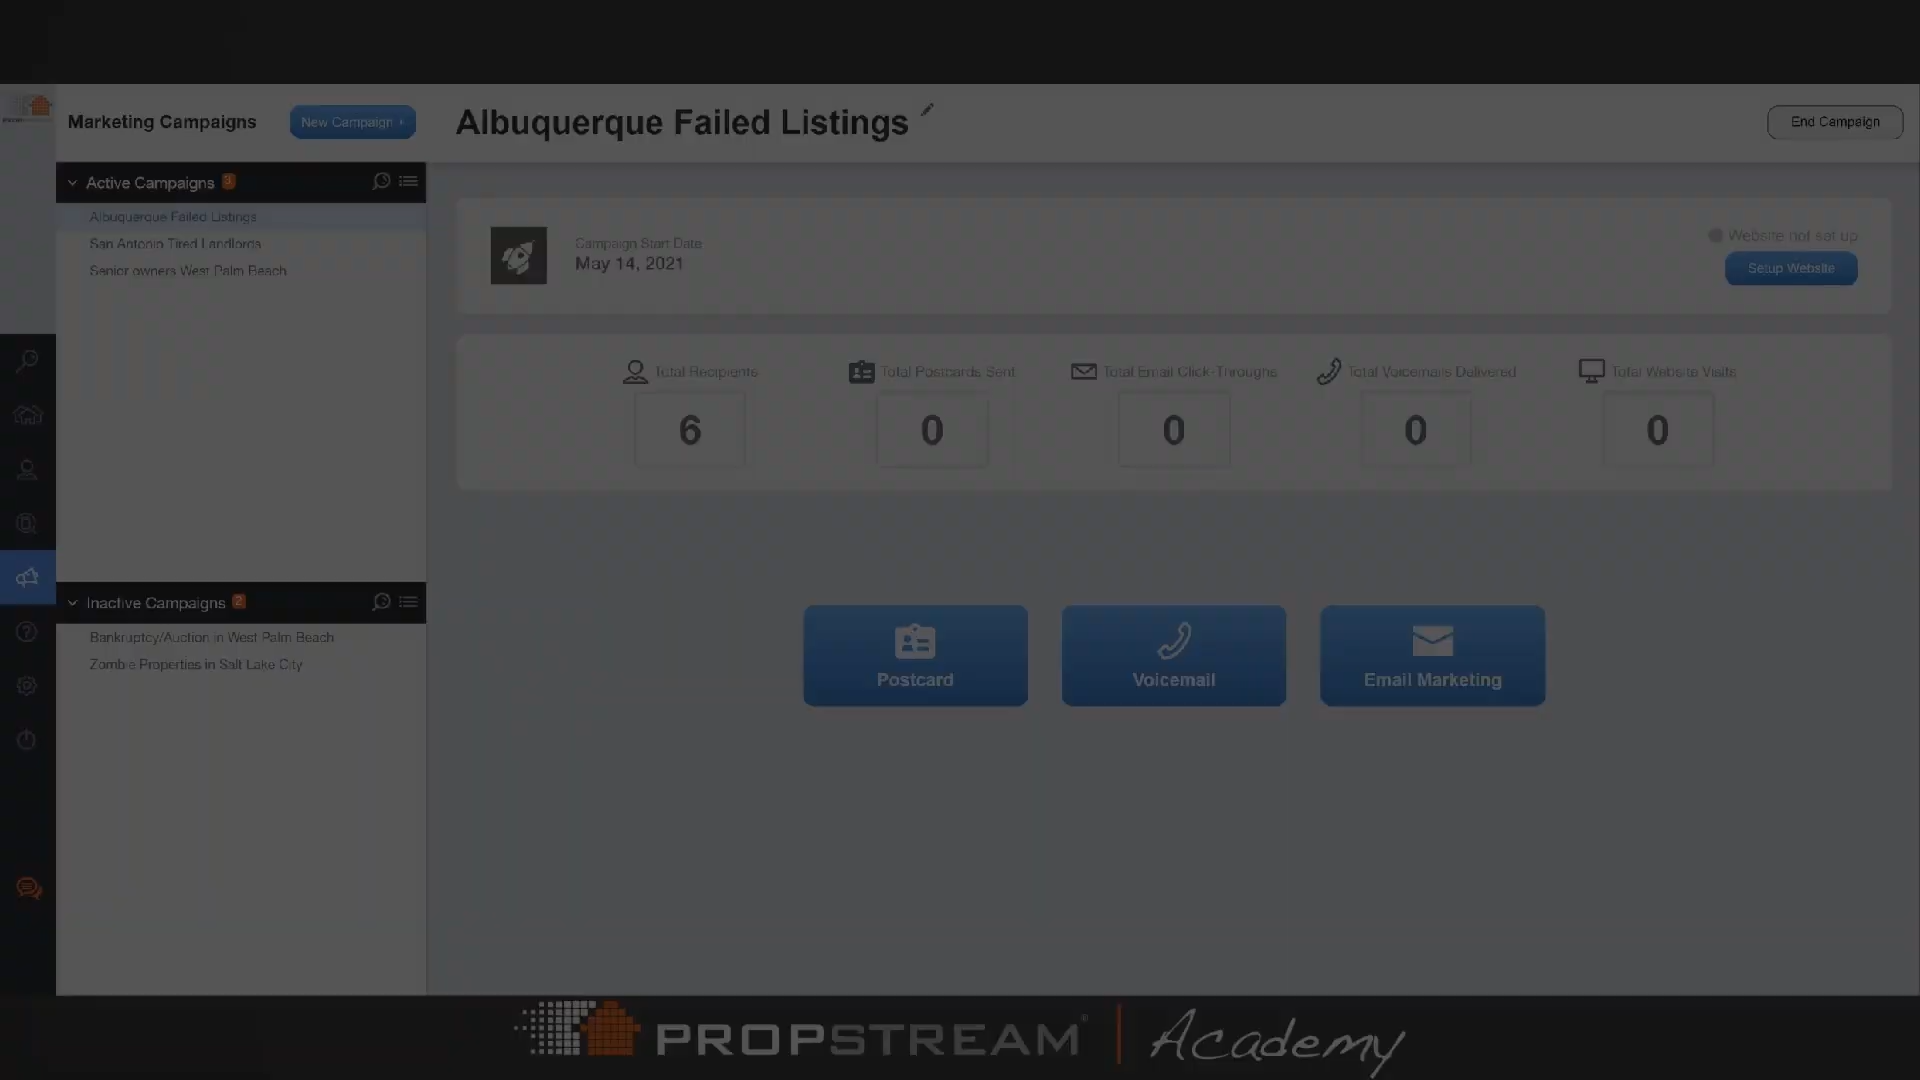 Marketing Campaigns
New Campaign +
Albuquerque Failed Listings
End Campaign
Active Campaigns 3
Albuquerque Failed Listings
San Antonio Tired Landlords
Senior owners West Palm Beach
Campaign Start Date
May 14, 2021
Website not set up
Setup Website
Total Recipients
Total Postcards Sent
Total Email Click-Throughs
Total Voicemails Delivered
Total Website Visits
6
0
0
0
0
Inactive Campaigns 2
Bankruptcy/Auction in West Palm Beach
Zombie Properties in Salt Lake City
Postcard
Voicemail
Email Marketing
PROPSTREAM® Academy